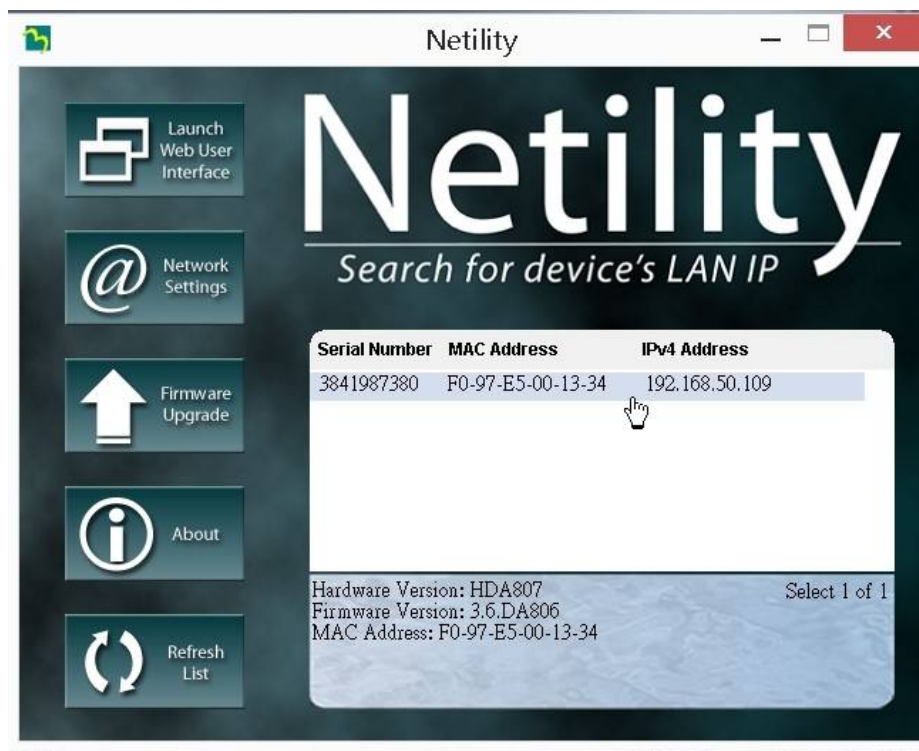 Netility
Launch
Web User
Interface
Network
Settings
Firmware
Upgrade
About
Refresh
List
Netility
Search for device's LAN IP
Serial Number MAC Address IPv4 Address
3841987380 F0-97-E5-00-13-34 192.168.50.109
Hardware Version: HDA807 Select 1 of 1
Firmware Version: 3.6.DA806
MAC Address: F0-97-E5-00-13-34